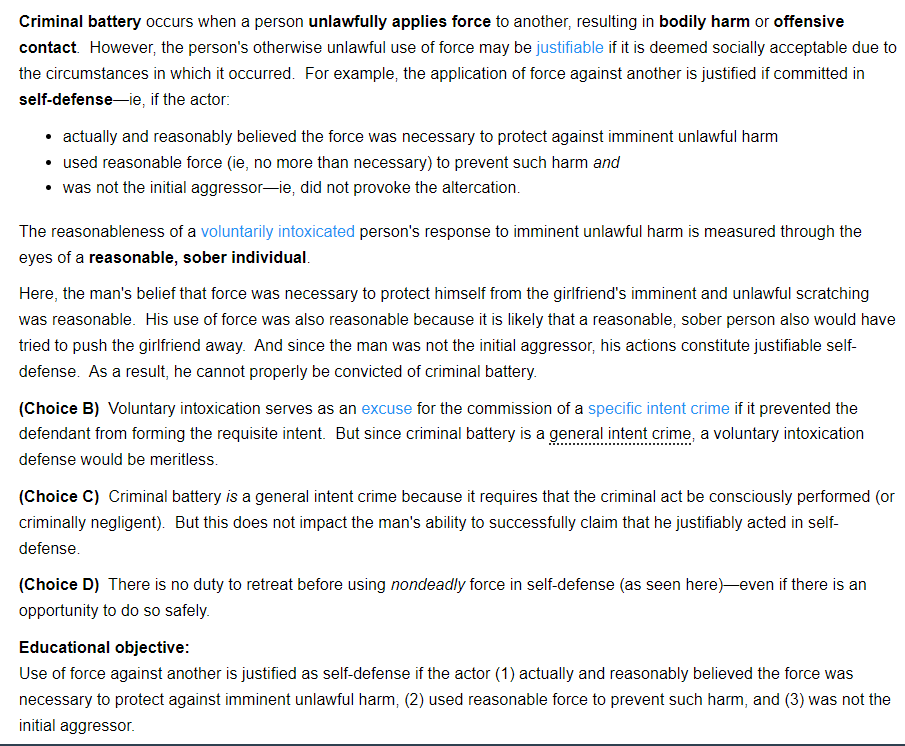 Criminal battery occurs when a person unlawfully applies force to another, resulting in bodily harm or offensive
contact.  However, the person's otherwise unlawful use of force may be justifiable if it is deemed socially acceptable due to
the circumstances in which it occurred.  For example, the application of force against another is justified if committed in
self-defense—ie, if the actor:
• actually and reasonably believed the force was necessary to protect against imminent unlawful harm
• used reasonable force (ie, no more than necessary) to prevent such harm and
• was not the initial aggressor—ie, did not provoke the altercation.
The reasonableness of a voluntarily intoxicated person's response to imminent unlawful harm is measured through the
eyes of a reasonable, sober individual.
Here, the man's belief that force was necessary to protect himself from the girlfriend's imminent and unlawful scratching
was reasonable.  His use of force was also reasonable because it is likely that a reasonable, sober person also would have
tried to push the girlfriend away.  And since the man was not the initial aggressor, his actions constitute justifiable self-
defense.  As a result, he cannot properly be convicted of criminal battery.
(Choice B)  Voluntary intoxication serves as an excuse for the commission of a specific intent crime if it prevented the
defendant from forming the requisite intent.  But since criminal battery is a general intent crime, a voluntary intoxication
defense would be meritless.
(Choice C)  Criminal battery is a general intent crime because it requires that the criminal act be consciously performed (or
criminally negligent).  But this does not impact the man's ability to successfully claim that he justifiably acted in self-
defense.
(Choice D)  There is no duty to retreat before using nondeadly force in self-defense (as seen here)—even if there is an
opportunity to do so safely.
Educational objective:
Use of force against another is justified as self-defense if the actor (1) actually and reasonably believed the force was
necessary to protect against imminent unlawful harm, (2) used reasonable force to prevent such harm, and (3) was not the
initial aggressor.